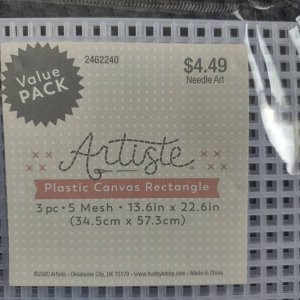 Value
PACK
2462240
$4.49
Needle Art
Artiste
Plastic Canvas Rectangle
3 pc • 5 Mesh • 13.6in x 22.6in
(34.5cm x 57.3cm)
©2020 Artiste - Oklahoma City, OK 73179 - www.hobbylobby.com - Made in China